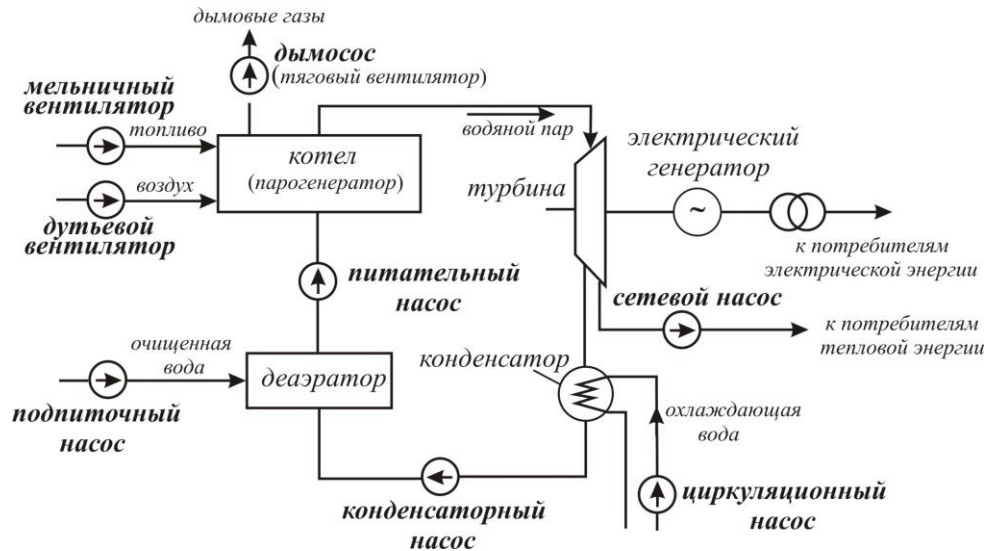 дымовые газы
дымосос
(тяговый вентилятор)
мельничный
вентилятор
топливо
котел
(парогенератор)
воздух
дутьевой
вентилятор
водяной пар
турбина
электрический
генератор
~
к потребителям
электрической энергии
питательный
насос
сетевой насос
к потребителям
тепловой энергии
очищенная
вода
деаэратор
подпиточный
насос
конденсатор
охлаждающая
вода
конденсаторный
насос
циркуляционный
насос